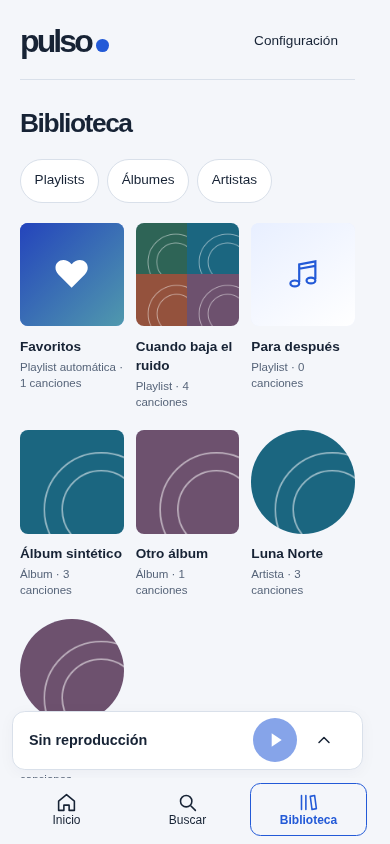 pulso
Configuración
Biblioteca
Playlists
Álbumes
Artistas
Favoritos
Playlist automática ·
1 canciones
Cuando baja el
ruido
Playlist · 4
canciones
Para después
Playlist · 0
canciones
Álbum sintético
Álbum · 3
canciones
Otro álbum
Álbum · 1
canciones
Luna Norte
Artista · 3
canciones
Sin reproducción
Inicio
Buscar
Biblioteca